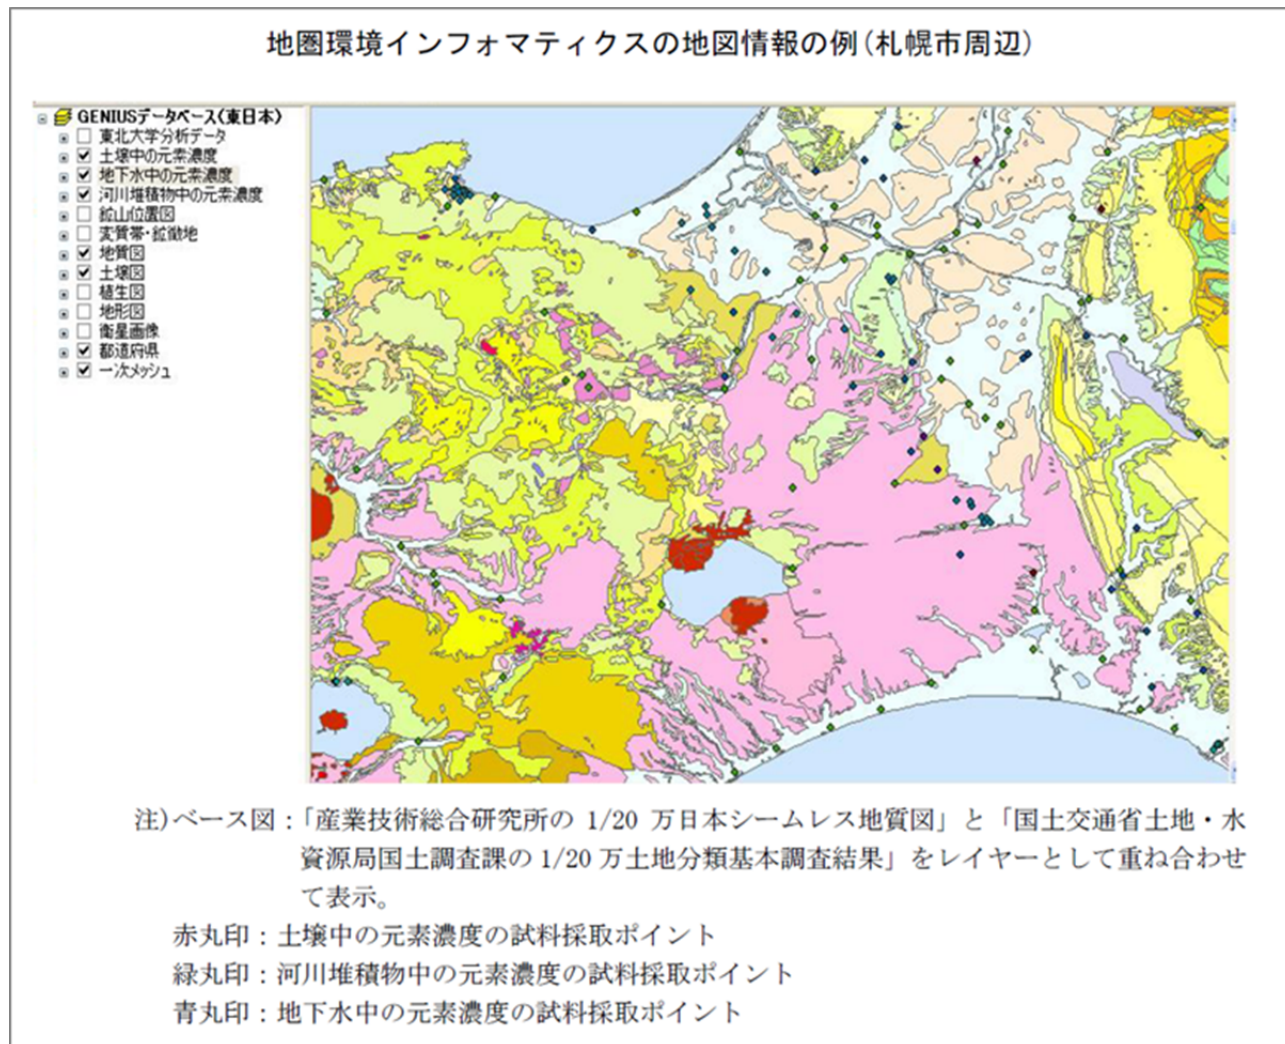 地圏環境インフォマティクスの地図情報の例(札幌市周辺)
GENIUSデータベース(東日本)
東北大学分析データ
土壌中の元素濃度
地下水中の元素濃度
河川堆積物中の元素濃度
鉱山位置図
変質帯・鉱徴地
地質図
土壌図
植生図
地形図
衛星画像
都道府県
一次メッシュ
注)ベース図:「産業技術総合研究所の 1/20 万日本シームレス地質図」と「国土交通省土地・水
資源局国土調査課の 1/20 万土地分類基本調査結果」をレイヤーとして重ね合わせ
て表示。
赤丸印:土壌中の元素濃度の試料採取ポイント
緑丸印:河川堆積物中の元素濃度の試料採取ポイント
青丸印:地下水中の元素濃度の試料採取ポイント